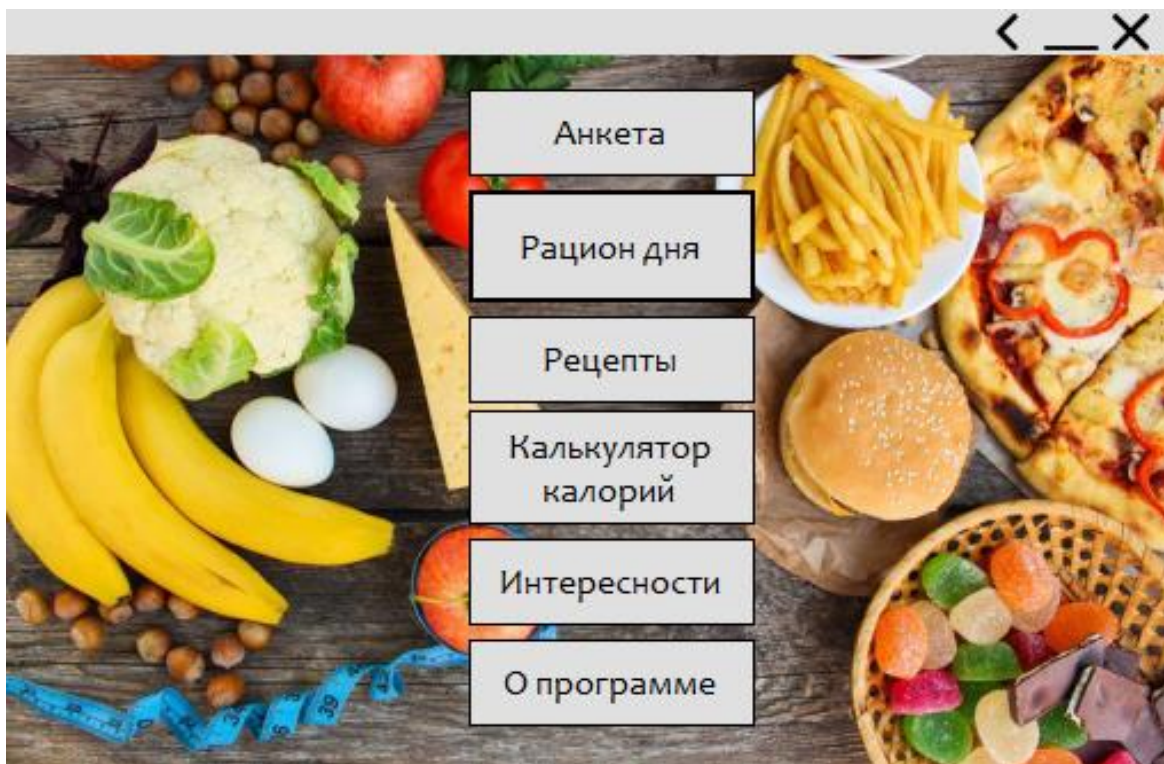 Анкета
Рацион дня
Рецепты
Калькулятор
калорий
Интересности
О программе